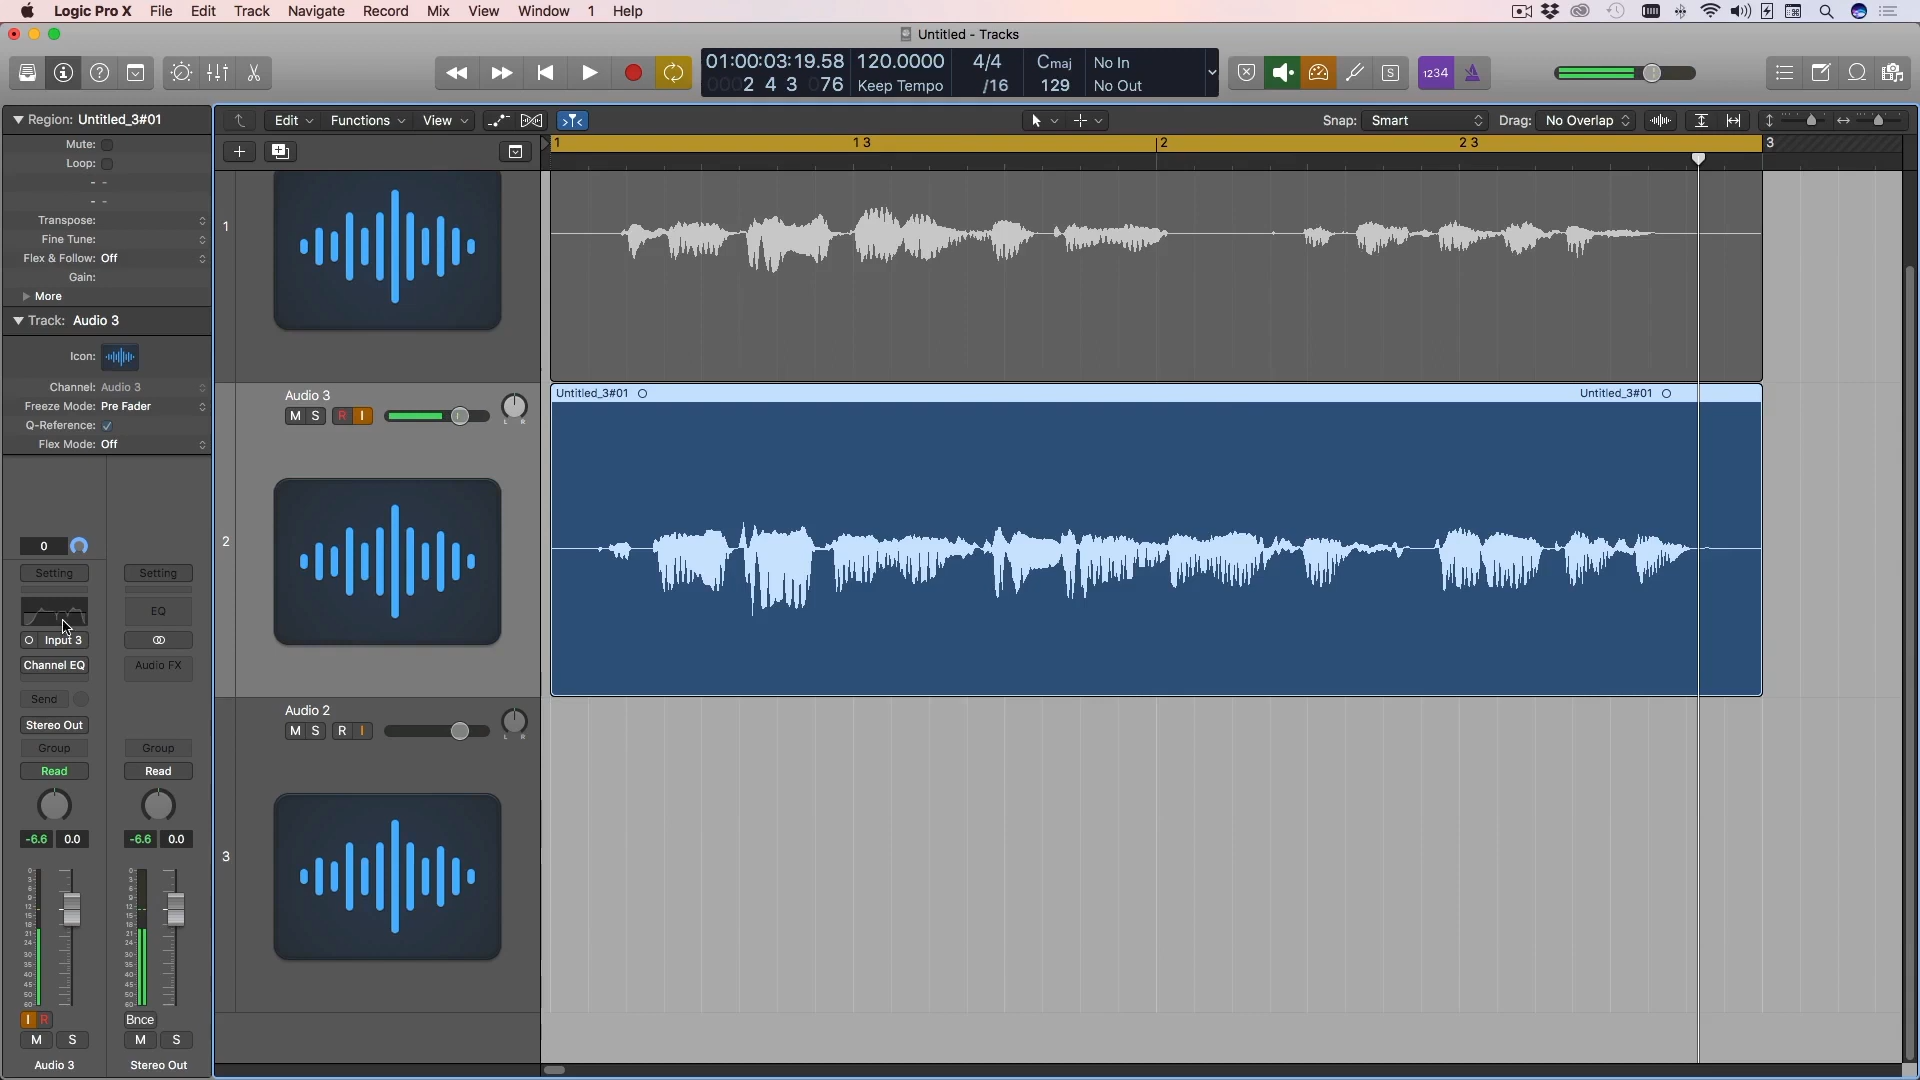 Logic Pro X File Edit Track Navigate Record Mix View Window 1 Help
Untitled - Tracks
01:00:03:19.58 120.0000 4/4 Cmaj No In
0002 4 3 076 Keep Tempo /16 129 No Out
1234
Region: Untitled_3#01
Mute:
Loop:
- -
- -
Transpose:
Fine Tune:
Flex & Follow: Off
Gain:
More
Track: Audio 3
Icon:
Channel: Audio 3
Freeze Mode: Pre Fader
Q-Reference:
Flex Mode: Off
0
Setting Setting
EQ
Input 3
Channel EQ Audio FX
Send
Stereo Out
Group Group
Read Read
-6.6 0.0 -6.6 0.0
I R Bnce
M S M S
Audio 3 Stereo Out
Edit Functions View
Snap: Smart Drag: No Overlap
1 1 3 2 2 3 3
1
Audio 3
M S R I
L R
2
Untitled_3#01 Untitled_3#01
Audio 2
M S R I
L R
3